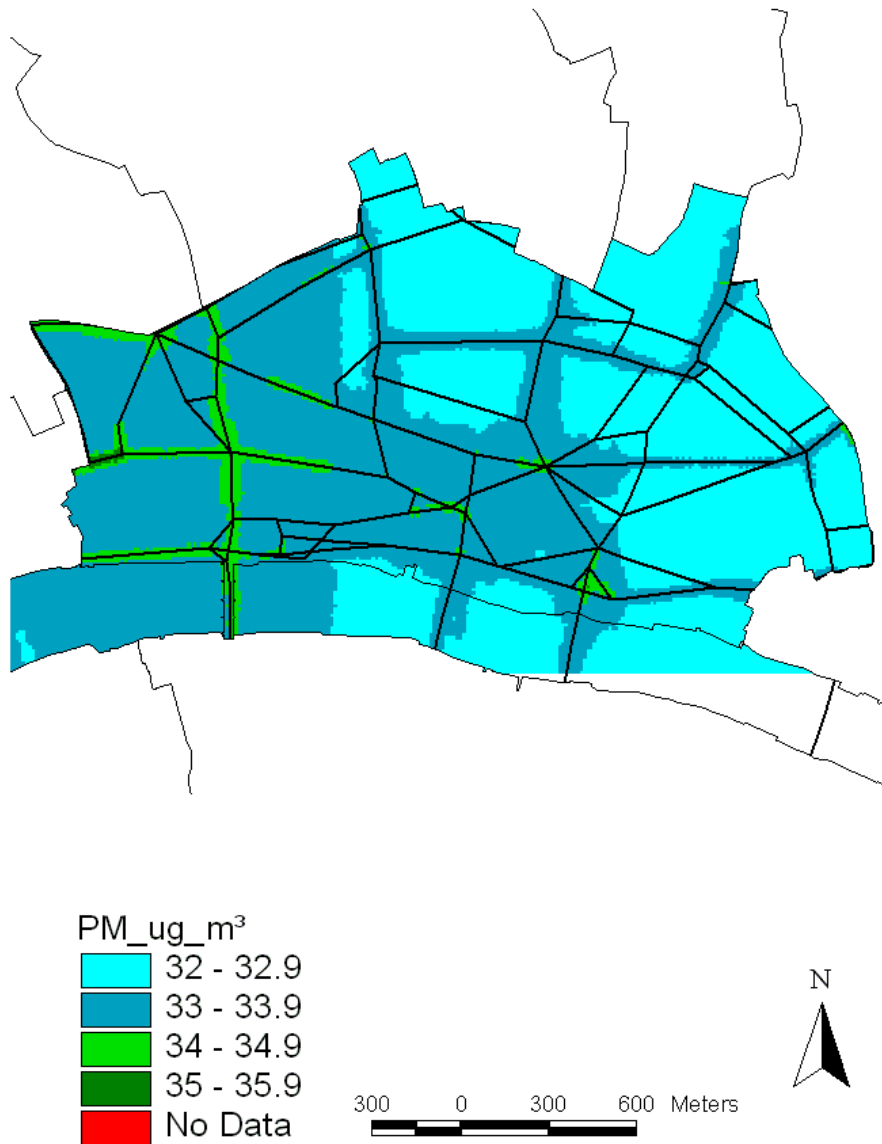 PM_ug_m³
32 - 32.9
33 - 33.9
34 - 34.9
35 - 35.9
No Data
N
300 0 300 600 Meters